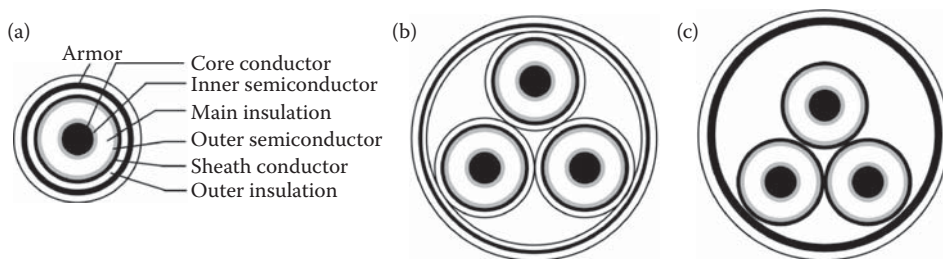 (a)
Armor
Core conductor
Inner semiconductor
Main insulation
Outer semiconductor
Sheath conductor
Outer insulation
(b)
(c)